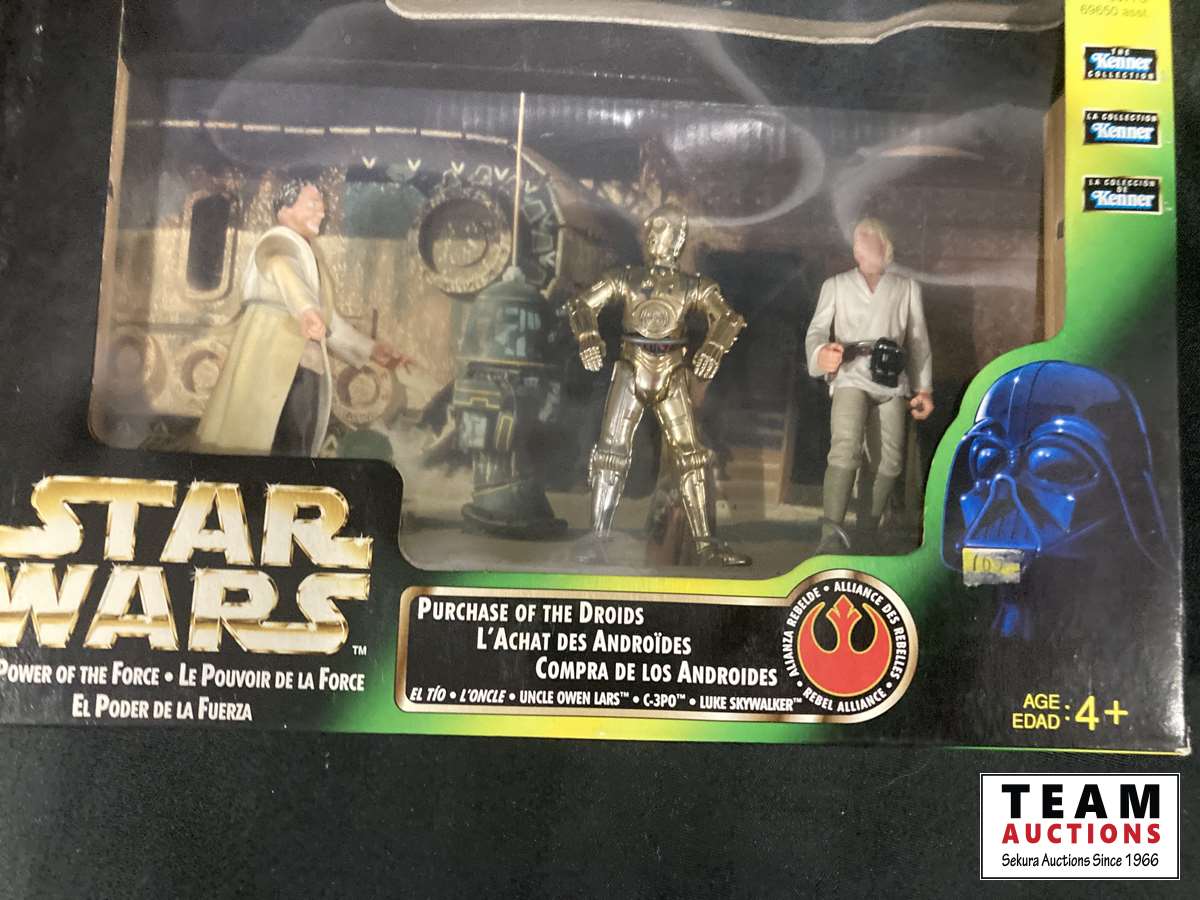 69650 asst.
THE
Kenner
COLLECTION
LA COLLECTION
Kenner
LA COLECCIÓN
DE
Kenner
STAR
WARS™
POWER OF THE FORCE • LE POUVOIR DE LA FORCE
EL PODER DE LA FUERZA
PURCHASE OF THE DROIDS
L'ACHAT DES ANDROÏDES
COMPRA DE LOS ANDROIDES
EL TÍO • L'ONCLE • UNCLE OWEN LARS™ • C-3PO™ • LUKE SKYWALKER™
ALIANZA REBELDE • ALLIANCE DES REBELLES • REBEL ALLIANCE •
AGE
EDAD : 4+
TEAM
AUCTIONS
Sekura Auctions Since 1966